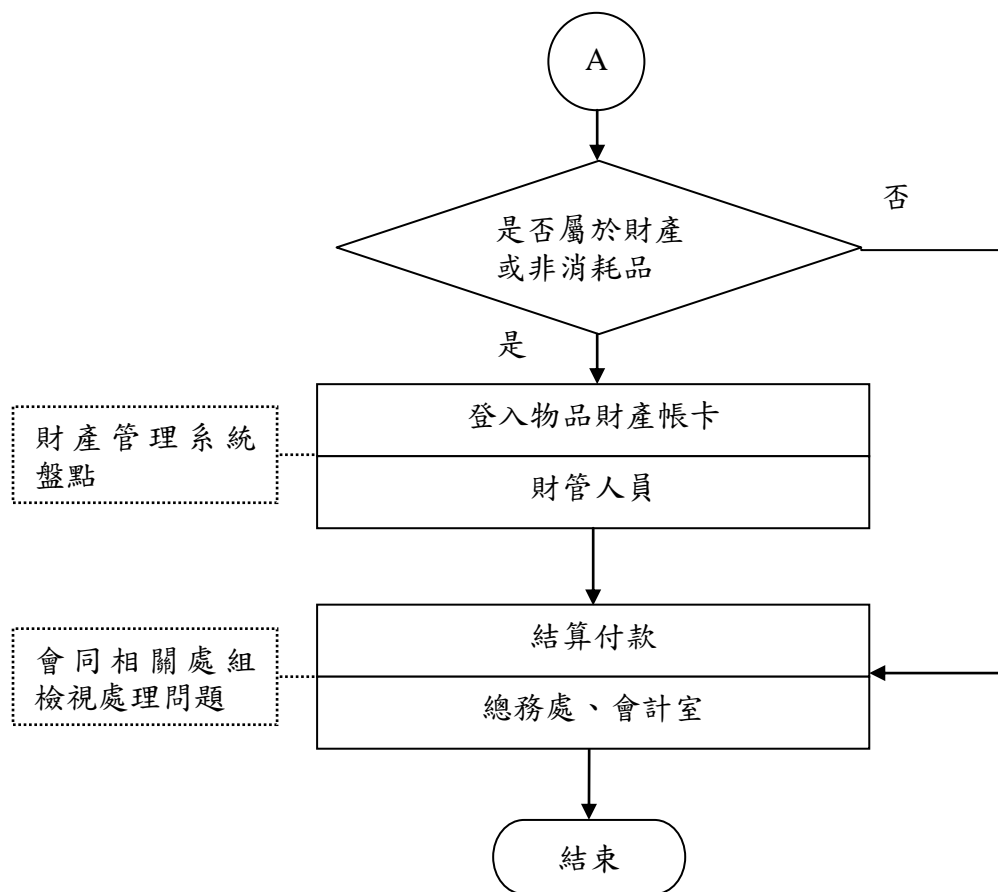 A
否
是否屬於財產
或非消耗品
是
登入物品財產帳卡
財產管理系統
盤點
財管人員
結算付款
會同相關處組
檢視處理問題
總務處、會計室
結束